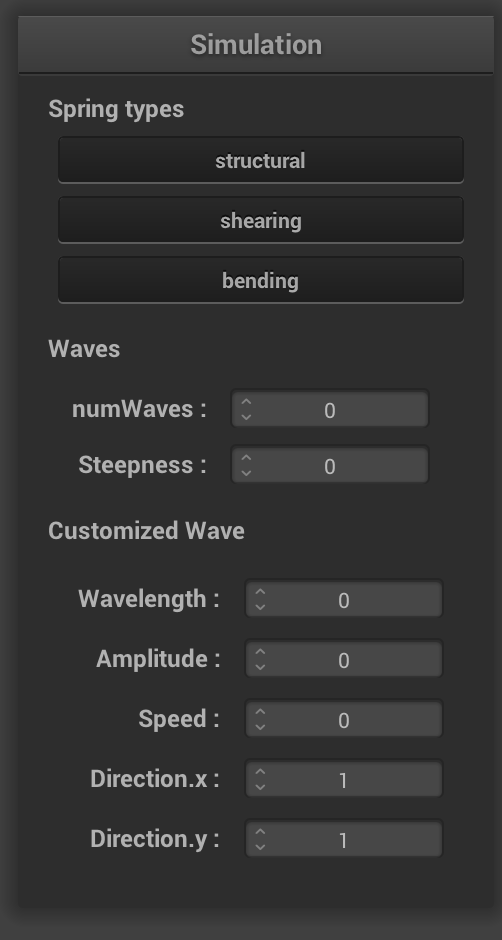 Simulation
Spring types
structural
shearing
bending
Waves
numWaves : 0
Steepness : 0
Customized Wave
Wavelength : 0
Amplitude : 0
Speed : 0
Direction.x : 1
Direction.y : 1